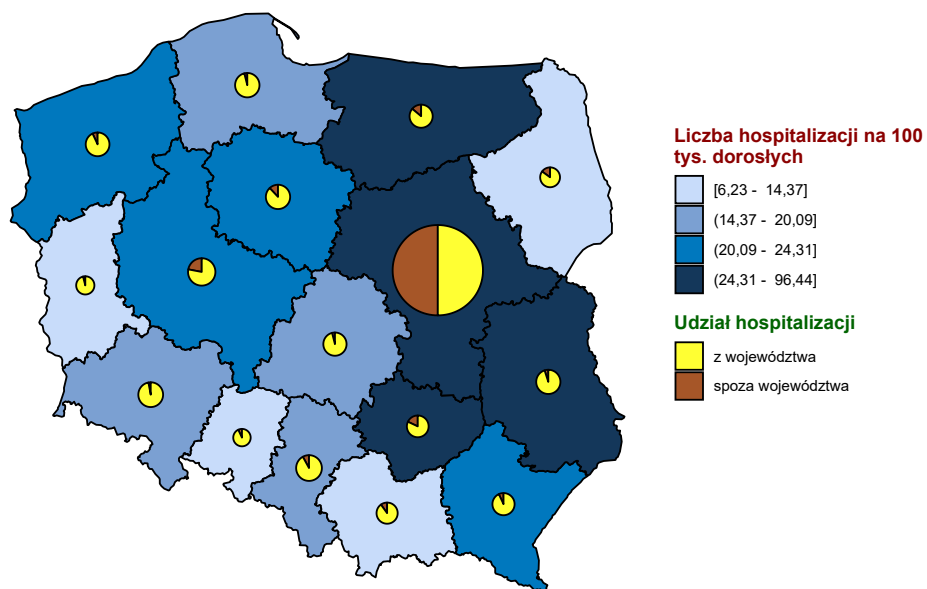 Liczba hospitalizacji na 100
tys. dorosłych
[6,23 - 14,37]
(14,37 - 20,09]
(20,09 - 24,31]
(24,31 - 96,44]
Udział hospitalizacji
z województwa
spoza województwa